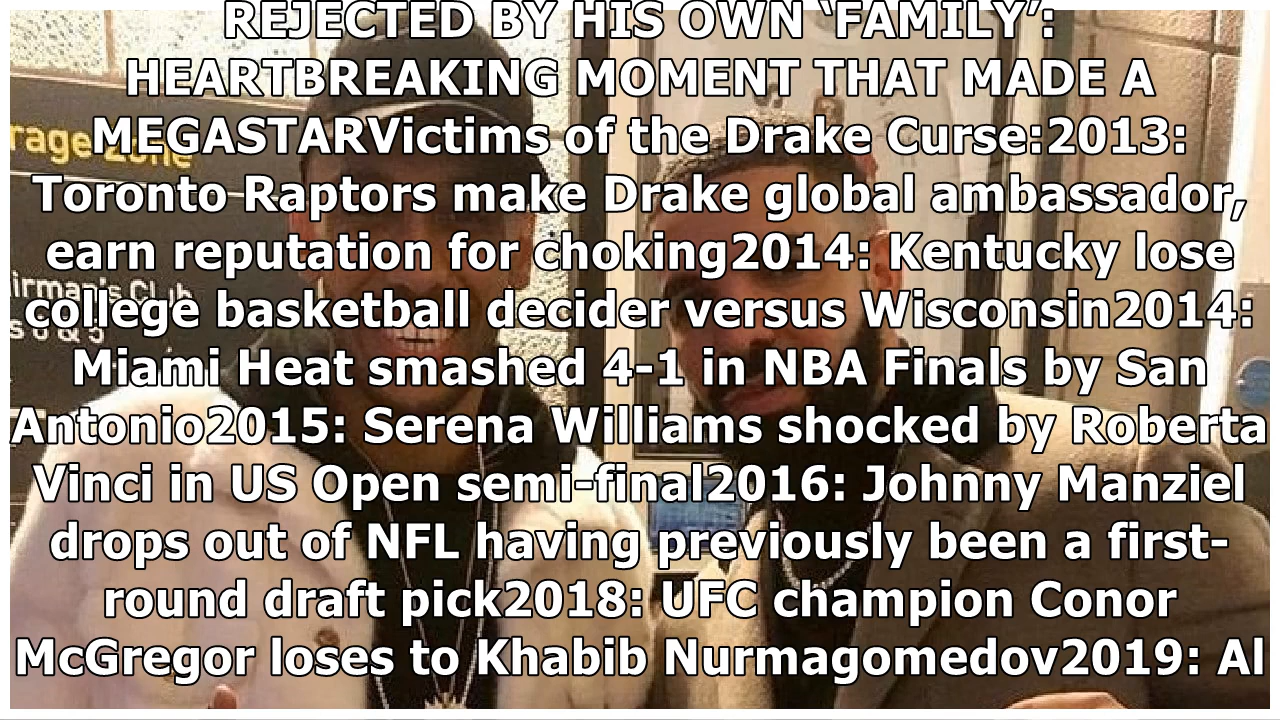 REJECTED BY HIS OWN ‘FAMILY’:
HEARTBREAKING MOMENT THAT MADE A
MEGASTARVictims of the Drake Curse:2013:
Toronto Raptors make Drake global ambassador,
earn reputation for choking2014: Kentucky lose
college basketball decider versus Wisconsin2014:
Miami Heat smashed 4-1 in NBA Finals by San
Antonio2015: Serena Williams shocked by Roberta
Vinci in US Open semi-final2016: Johnny Manziel
drops out of NFL having previously been a first-
round draft pick2018: UFC champion Conor
McGregor loses to Khabib Nurmagomedov2019: Al